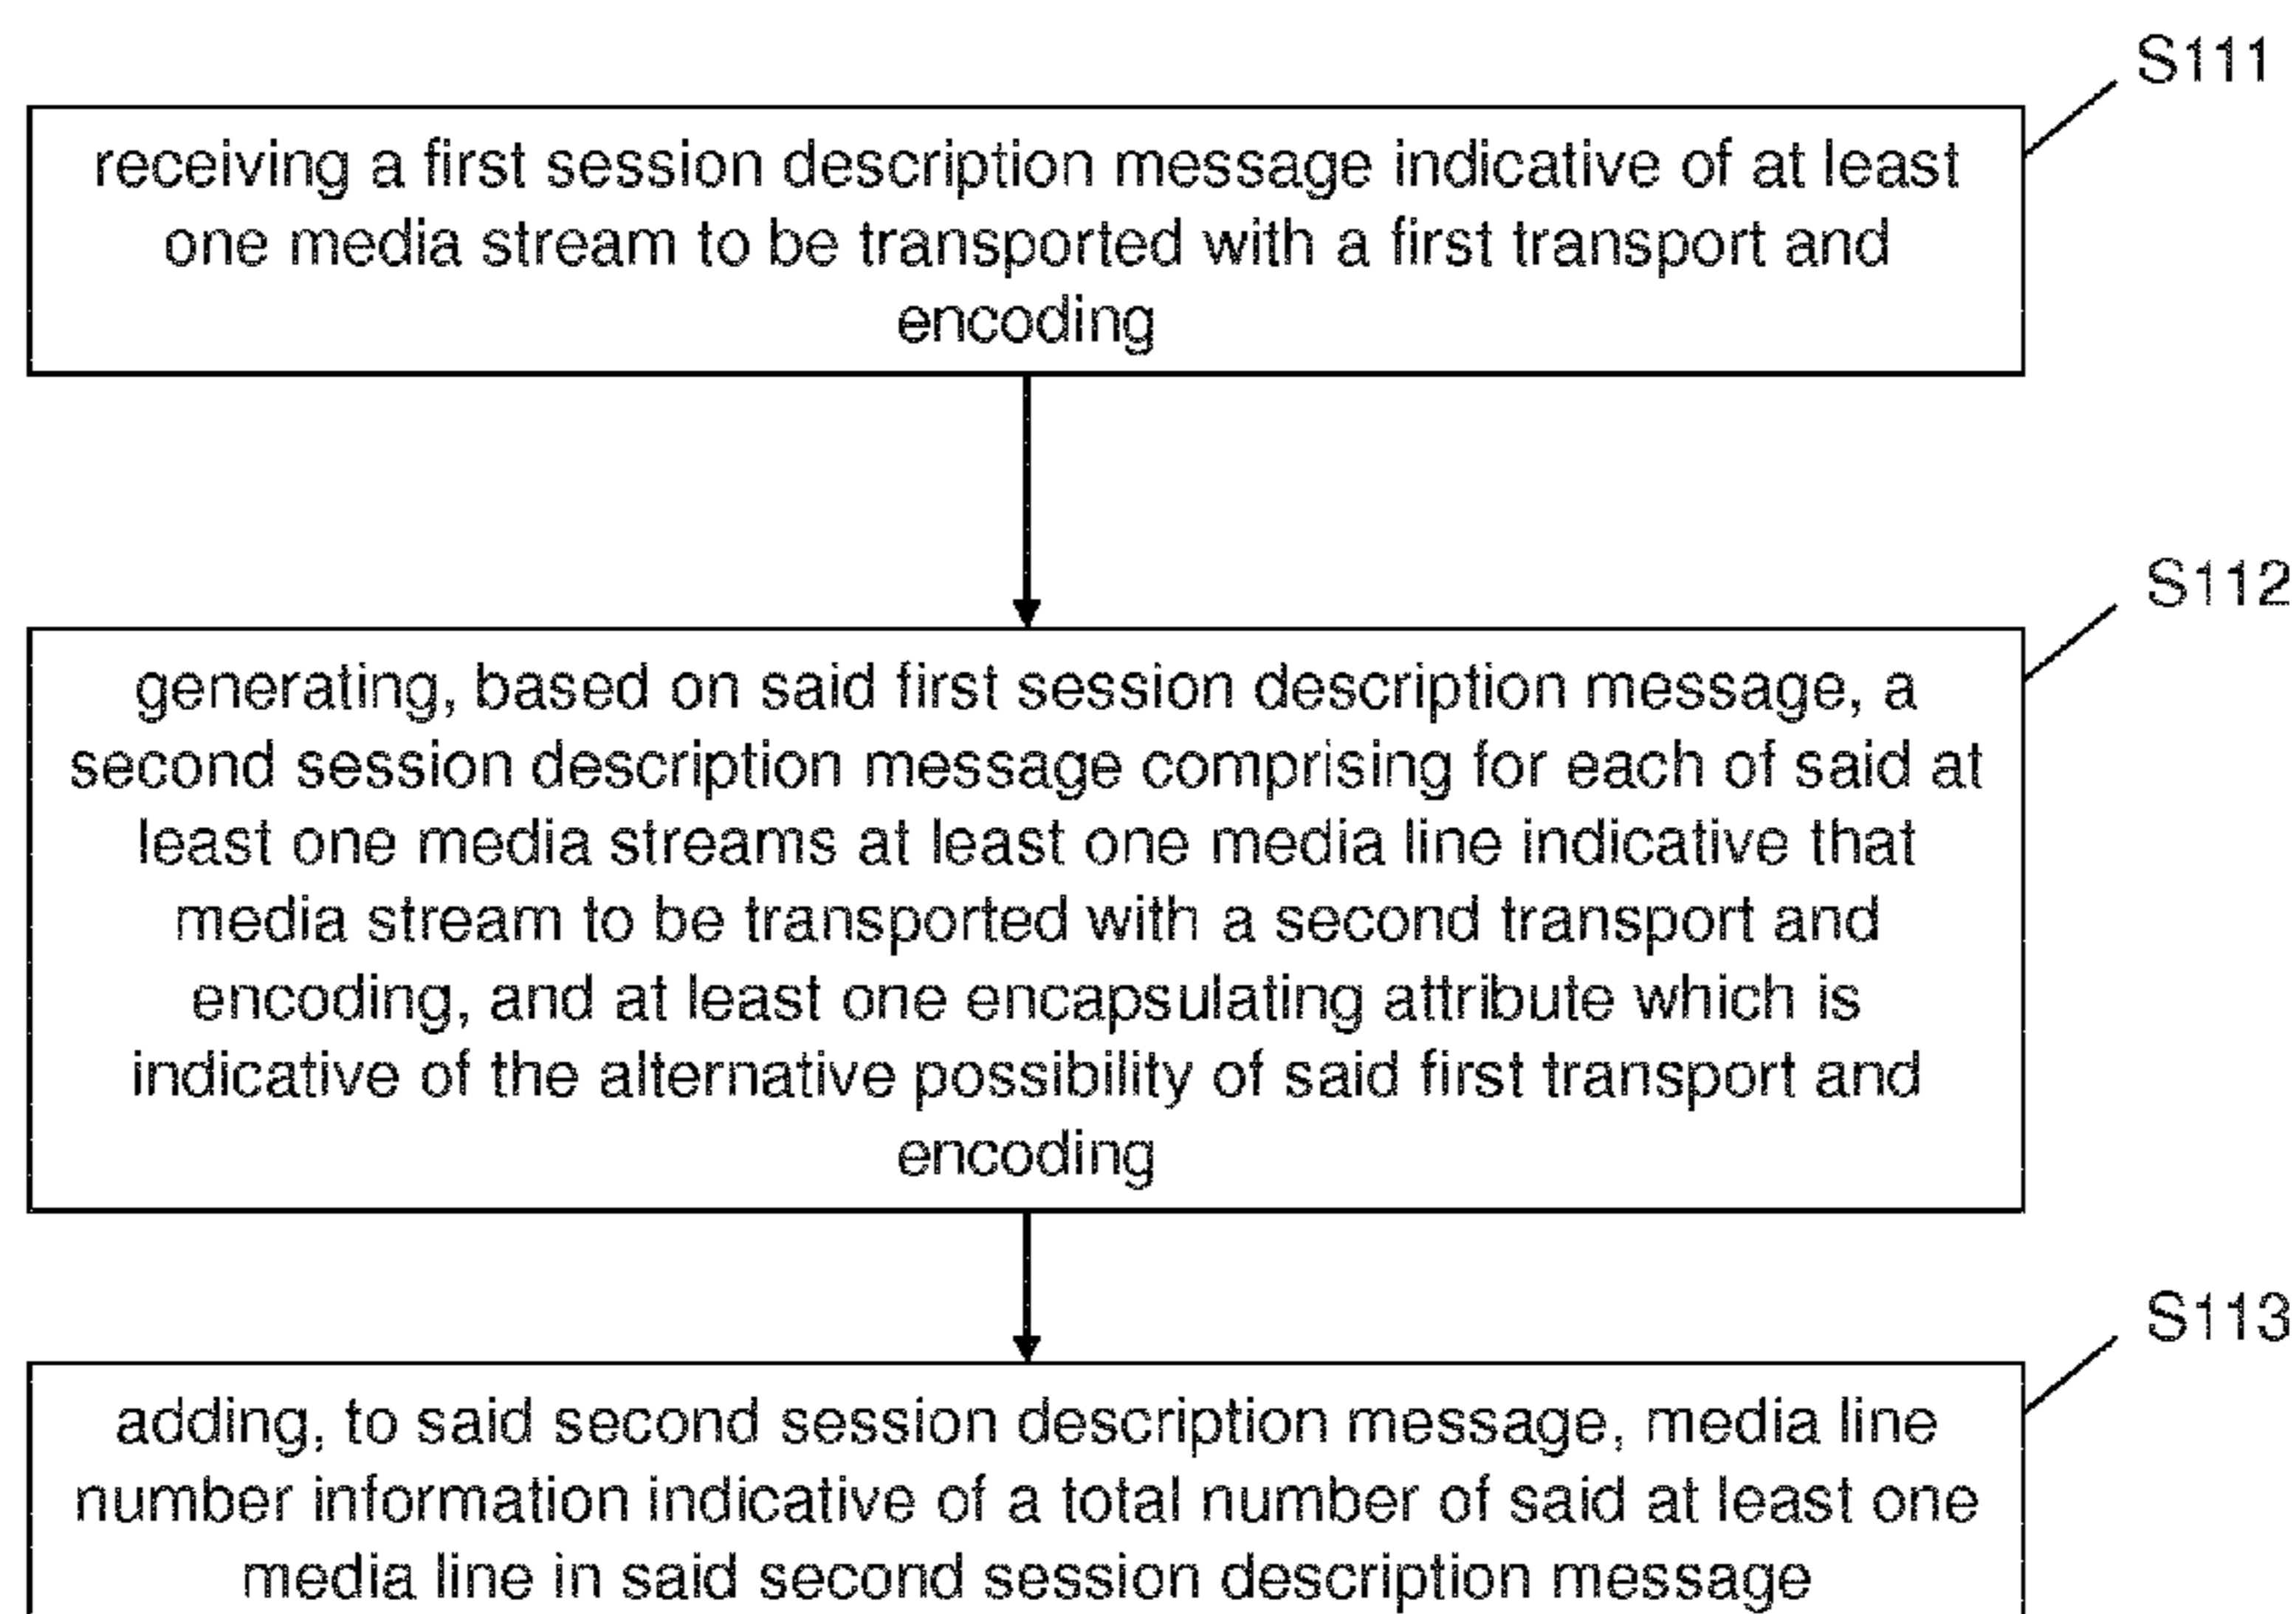 S111
receiving a first session description message indicative of at least
one media stream to be transported with a first transport and
encoding
S112
generating, based on said first session description message, a
second session description message comprising for each of said at
least one media streams at least one media line indicative that
media stream to be transported with a second transport and
encoding, and at least one encapsulating attribute which is
indicative of the alternative possibility of said first transport and
encoding
S113
adding, to said second session description message, media line
number information indicative of a total number of said at least one
media line in said second session description message